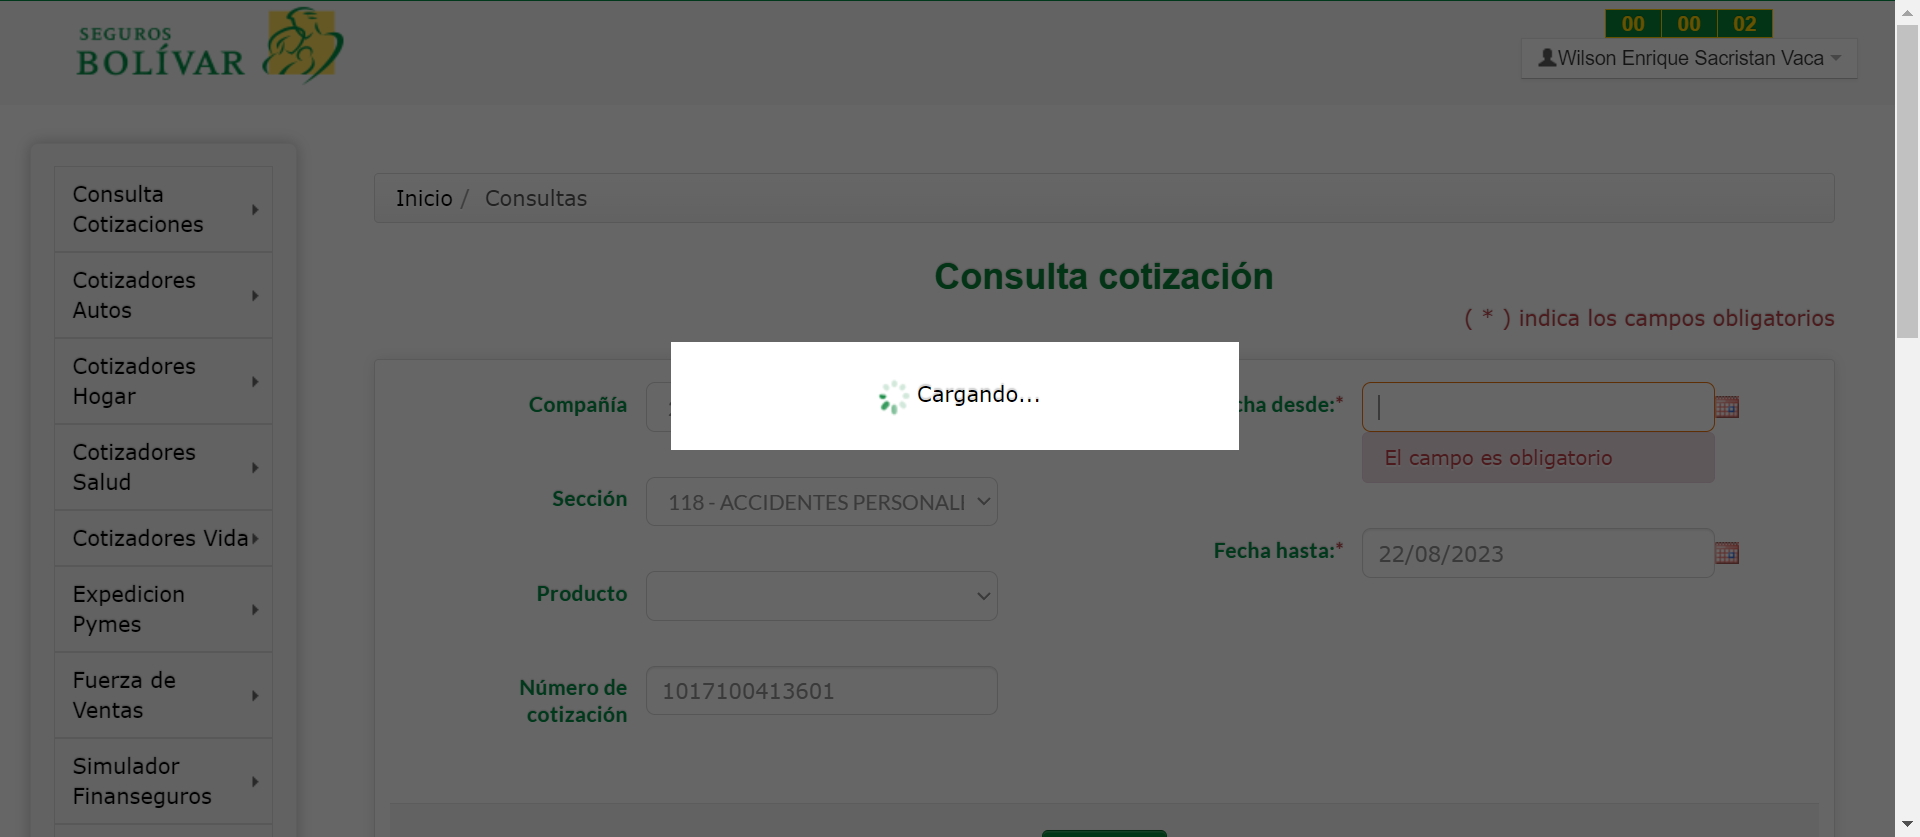 SEGUROS
BOLÍVAR
00 00 02
Wilson Enrique Sacristan Vaca
Consulta
Cotizaciones
Cotizadores
Autos
Cotizadores
Hogar
Cotizadores
Salud
Cotizadores Vida
Expedicion
Pymes
Fuerza de
Ventas
Simulador
Finanseguros
Inicio / Consultas
Consulta cotización
( * ) indica los campos obligatorios
Compañía
Cargando...
cha desde:*
El campo es obligatorio
Sección
118 - ACCIDENTES PERSONALI
Fecha hasta:*
22/08/2023
Producto
Número de
cotización
1017100413601